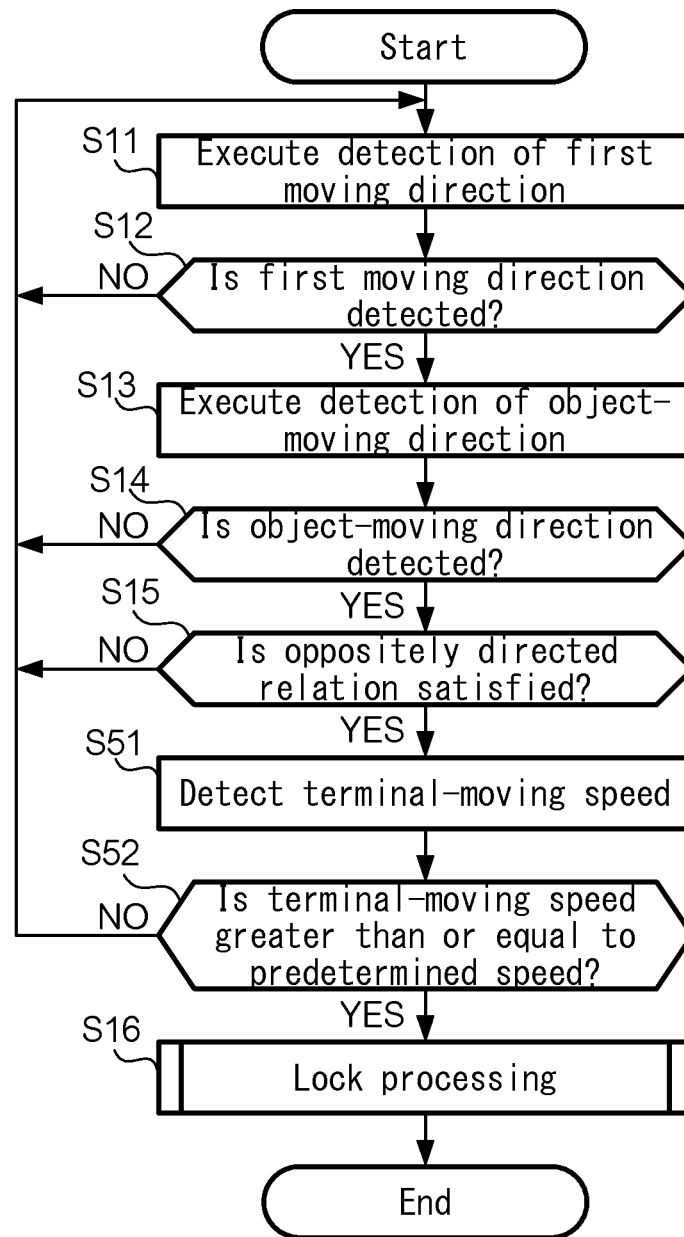 Start
S11
Execute detection of first
moving direction
S12
NO
Is first moving direction
detected?
YES
S13
Execute detection of object-
moving direction
S14
NO
Is object-moving direction
detected?
YES
S15
NO
Is oppositely directed
relation satisfied?
YES
S51
Detect terminal-moving speed
S52
NO
Is terminal-moving speed
greater than or equal to
predetermined speed?
YES
S16
Lock processing
End